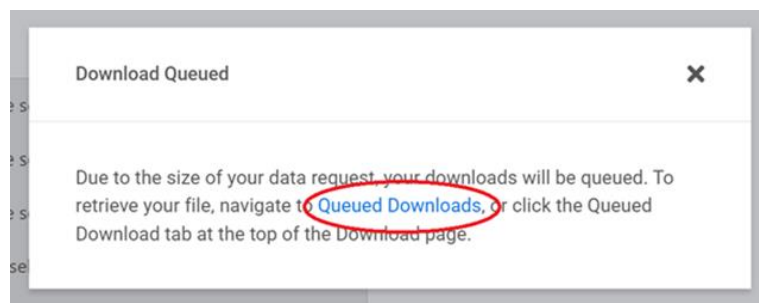 Download Queued
Due to the size of your data request, your downloads will be queued. To
retrieve your file, navigate to Queued Downloads, or click the Queued
Download tab at the top of the Download page.